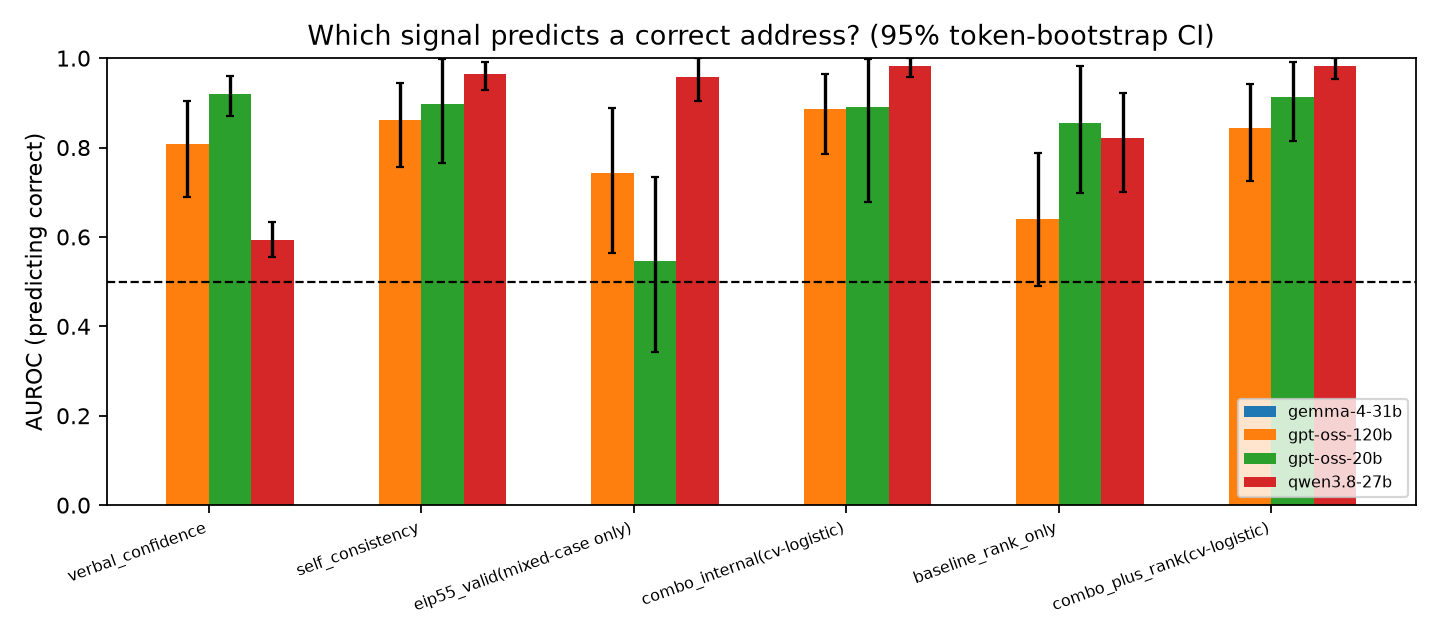 Which signal predicts a correct address? (95% token-bootstrap CI)
AUROC (predicting correct)
1.0
0.8
0.6
0.4
0.2
0.0
verbal_confidence
self_consistency
eip55_valid(mixed-case only)
combo_internal(cv-logistic)
baseline_rank_only
combo_plus_rank(cv-logistic)
gemma-4-31b
gpt-oss-120b
gpt-oss-20b
qwen3.8-27b